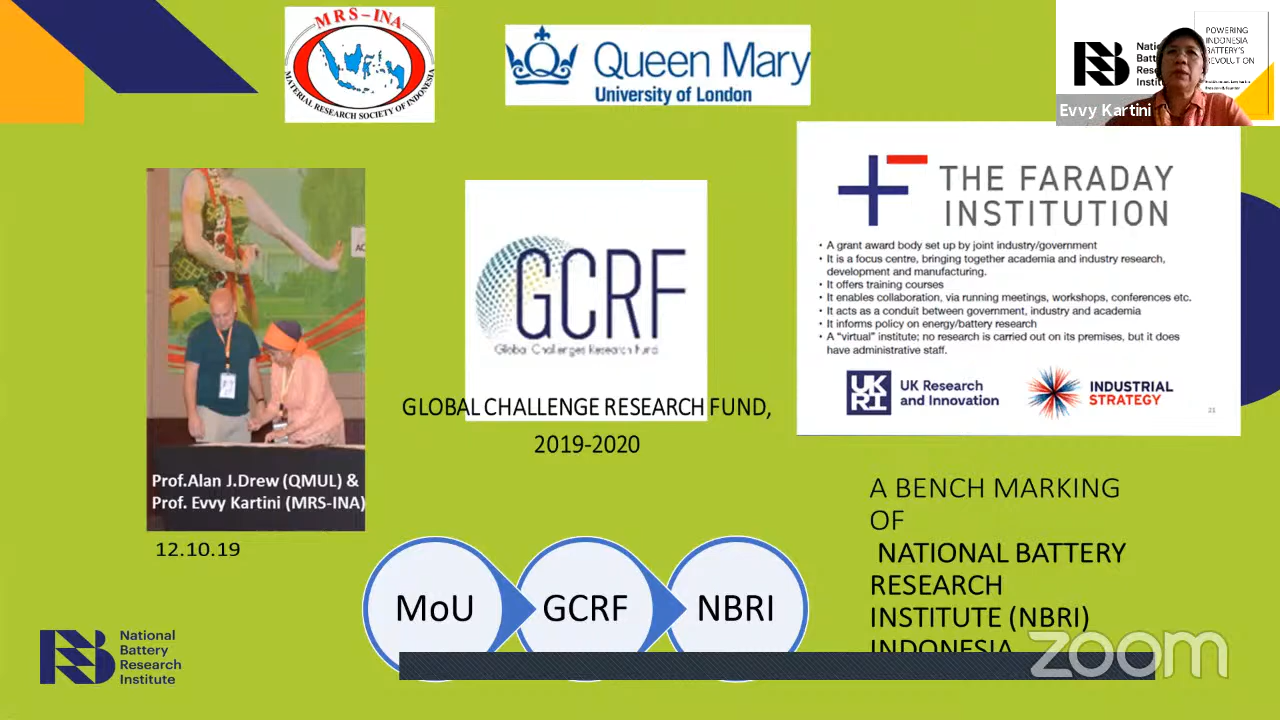 MRS-INA
MATERIAL RESEARCH SOCIETY OF INDONESIA
Queen Mary
University of London
National
Battery
Research
Institute
POWERING
INDONESIA
BATTERY'S
REVOLUTION
Evvy Kartini
THE FARADAY
INSTITUTION
• A grant award body set up by joint industry/government
• It is a focus centre, bringing together academia and industry research,
development and manufacturing.
• It offers training courses
• It enables collaboration, via running meetings, workshops, conferences etc.
• It acts as a conduit between government, industry and academia
• It informs policy on energy/battery research
• A “virtual” institute; no research is carried out on its premises, but it does
have administrative staff.
UK
RI
UK Research
and Innovation
INDUSTRIAL
STRATEGY
21
AC
GCRF
Global Challenges Research Fund
GLOBAL CHALLENGE RESEARCH FUND,
2019-2020
Prof.Alan J.Drew (QMUL) &
Prof. Evvy Kartini (MRS-INA)
12.10.19
A BENCH MARKING
OF
NATIONAL BATTERY
RESEARCH
INSTITUTE (NBRI)
INDONESIA
MoU
GCRF
NBRI
National
Battery
Research
Institute
zoom